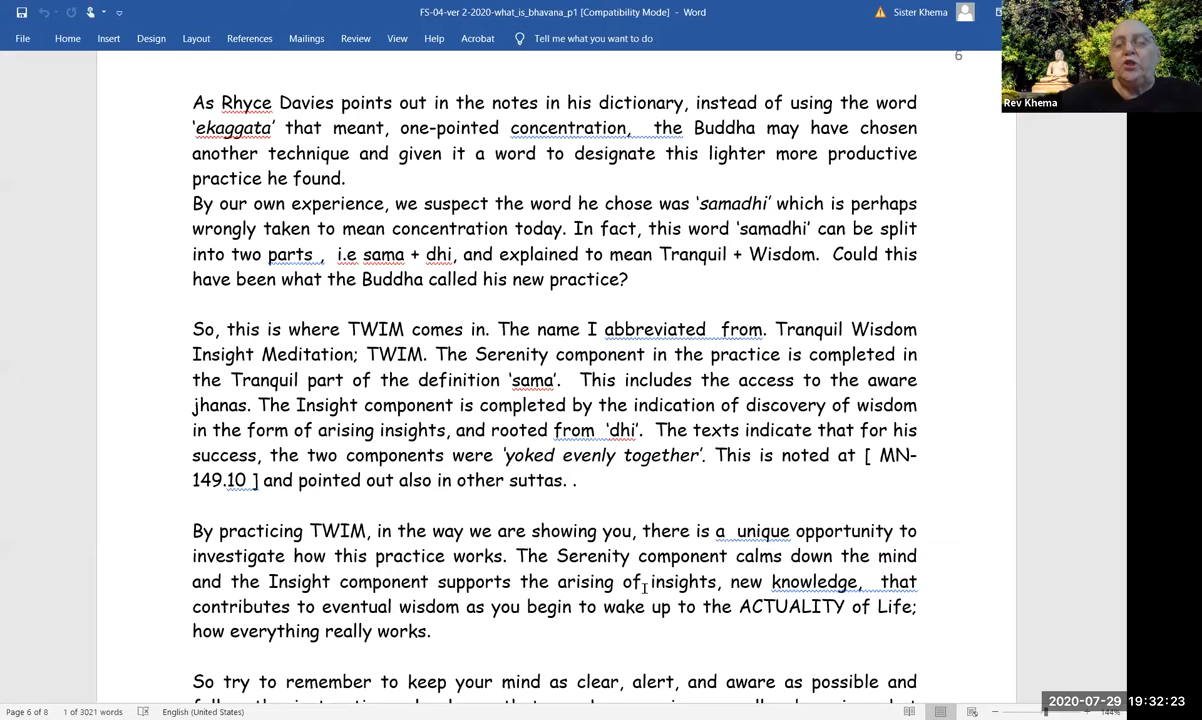 FS-04-ver 2-2020-what_is_bhavana_p1 [Compatibility Mode] - Word
Sister Khema
File Home Insert Design Layout References Mailings Review View Help Acrobat Tell me what you want to do
6
Rev Khema
As Rhyce Davies points out in the notes in his dictionary, instead of using the word
‘ekaggata’ that meant, one-pointed concentration, the Buddha may have chosen
another technique and given it a word to designate this lighter more productive
practice he found.
By our own experience, we suspect the word he chose was ‘samadhi’ which is perhaps
wrongly taken to mean concentration today. In fact, this word ‘samadhi’ can be split
into two parts , i.e sama + dhi, and explained to mean Tranquil + Wisdom. Could this
have been what the Buddha called his new practice?
So, this is where TWIM comes in. The name I abbreviated from. Tranquil Wisdom
Insight Meditation; TWIM. The Serenity component in the practice is completed in
the Tranquil part of the definition ‘sama’. This includes the access to the aware
jhanas. The Insight component is completed by the indication of discovery of wisdom
in the form of arising insights, and rooted from ‘dhi’. The texts indicate that for his
success, the two components were ‘yoked evenly together’. This is noted at [ MN-
149.10 ] and pointed out also in other suttas. .
By practicing TWIM, in the way we are showing you, there is a unique opportunity to
investigate how this practice works. The Serenity component calms down the mind
and the Insight component supports the arising of insights, new knowledge, that
contributes to eventual wisdom as you begin to wake up to the ACTUALITY of Life;
how everything really works.
So try to remember to keep your mind as clear, alert, and aware as possible and
2020-07-29 19:32:23
Page 6 of 8 1 of 3021 words English (United States) 144%